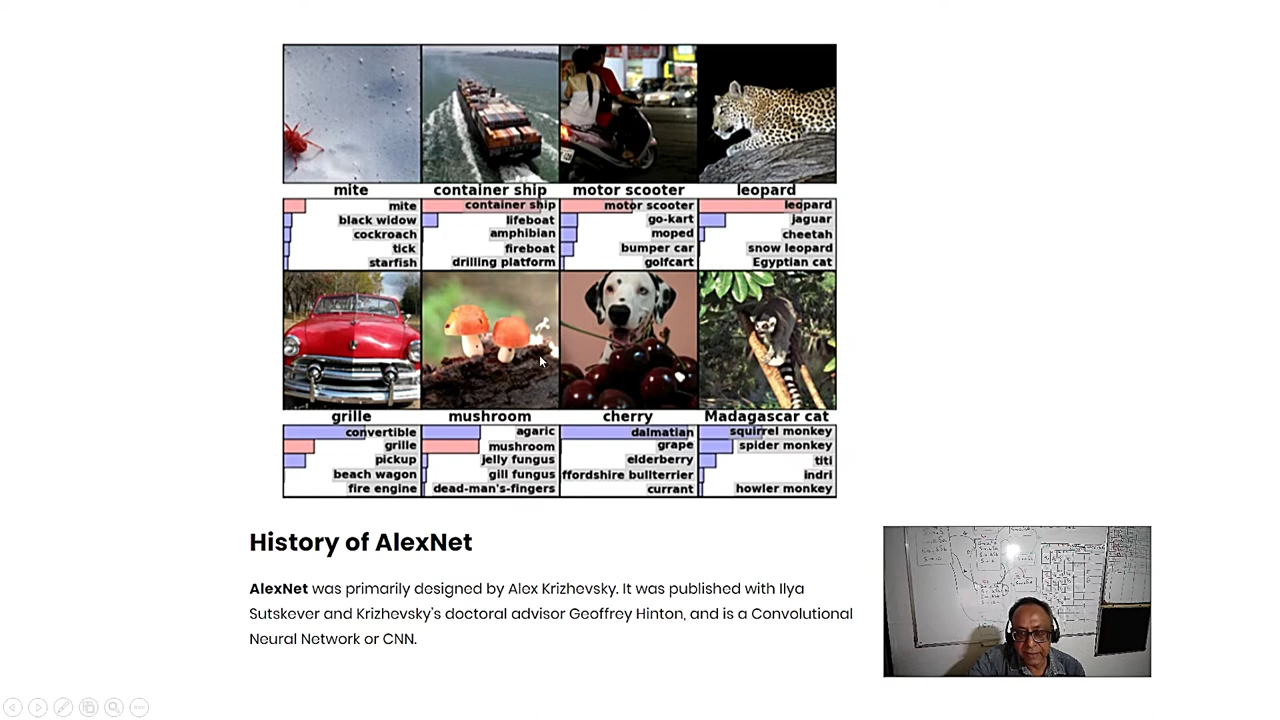 mite container ship motor scooter leopard
mite container ship motor scooter leopard
black widow lifeboat go-kart jaguar
cockroach amphibian moped cheetah
tick fireboat bumper car snow leopard
starfish drilling platform golfcart Egyptian cat
grille mushroom cherry Madagascar cat
convertible agaric dalmatian squirrel monkey
grille mushroom grape spider monkey
pickup jelly fungus elderberry titi
beach wagon gill fungus ffordshire bullterrier indri
fire engine dead-man's-fingers currant howler monkey
History of AlexNet
AlexNet was primarily designed by Alex Krizhevsky. It was published with Ilya
Sutskever and Krizhevsky's doctoral advisor Geoffrey Hinton, and is a Convolutional
Neural Network or CNN.